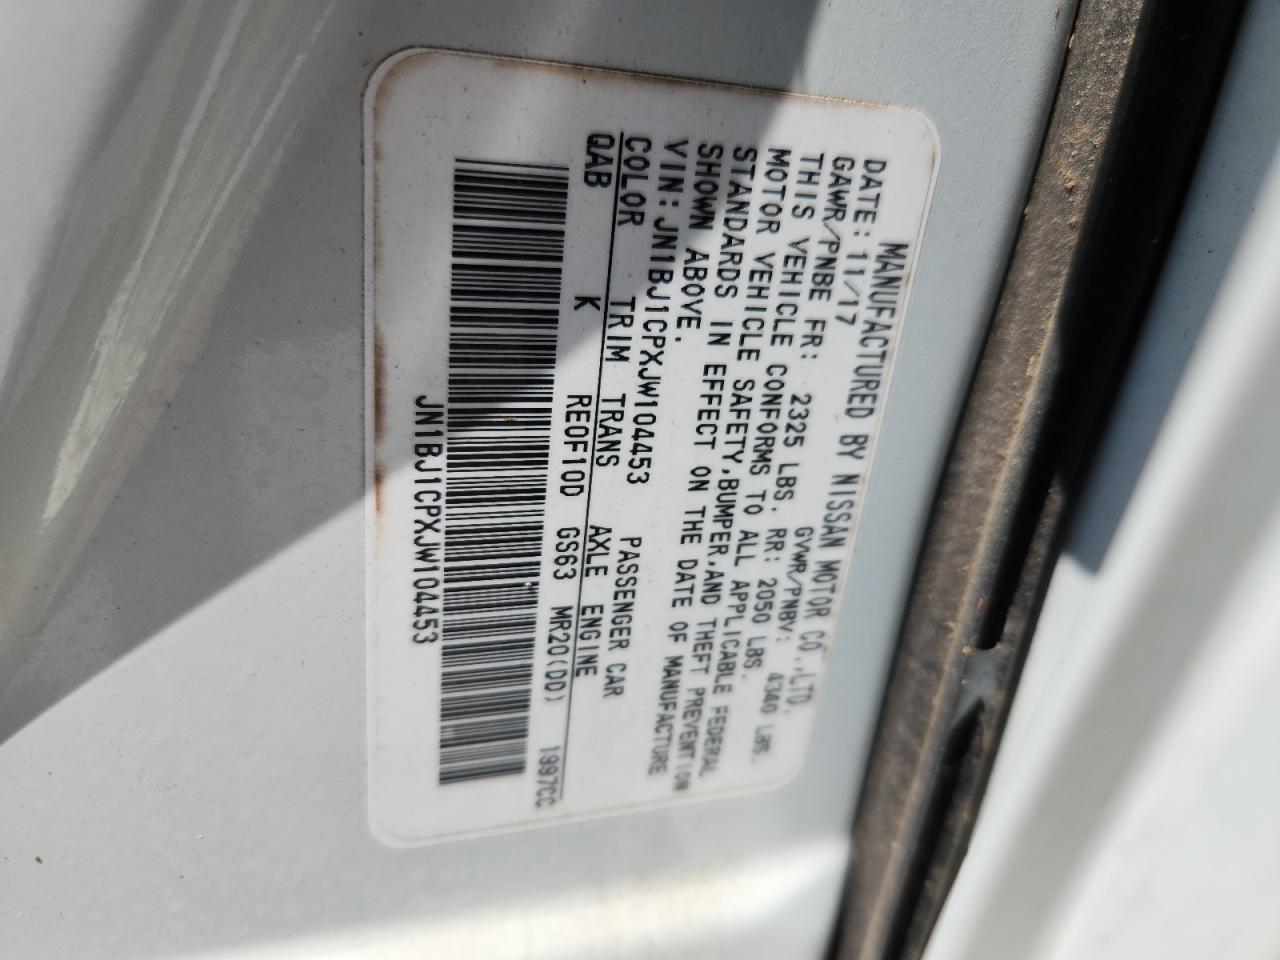 MANUFACTURED BY NISSAN MOTOR CO.,LTD.
DATE: 11/17 GVWR/PNBV: 4340 LBS.
GAWR/PNBE FR: 2325 LBS. RR: 2050 LBS.
THIS VEHICLE CONFORMS TO ALL APPLICABLE FEDERAL
MOTOR VEHICLE SAFETY,BUMPER,AND THEFT PREVENTION
STANDARDS IN EFFECT ON THE DATE OF MANUFACTURE
SHOWN ABOVE.
VIN:JN1BJ1CPXJW104453 PASSENGER CAR
COLOR TRIM TRANS AXLE ENGINE
QAB K RE0F10D GS63 MR20(DD) 1997CC
JN1BJ1CPXJW104453